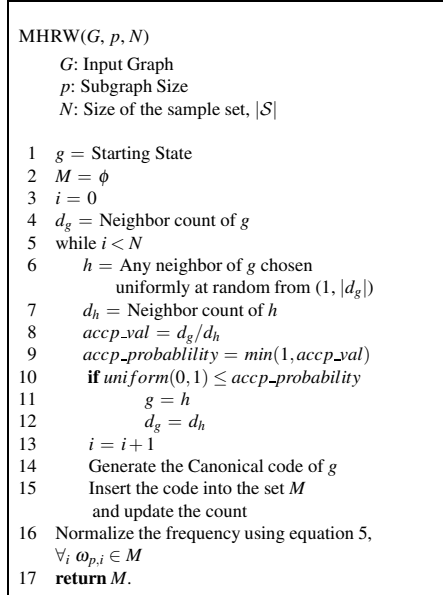 MHRW(G, p, N)
G: Input Graph
p: Subgraph Size
N: Size of the sample set, |𝒮|
1 g = Starting State
2 M = ϕ
3 i = 0
4 d_g = Neighbor count of g
5 while i < N
6 h = Any neighbor of g chosen
uniformly at random from (1, |d_g|)
7 d_h = Neighbor count of h
8 accp_val = d_g/d_h
9 accp_probablility = min(1, accp_val)
10 if uniform(0,1) ≤ accp_probability
11 g = h
12 d_g = d_h
13 i = i+1
14 Generate the Canonical code of g
15 Insert the code into the set M
and update the count
16 Normalize the frequency using equation 5,
∀_i ω_{p,i} ∈ M
17 return M.